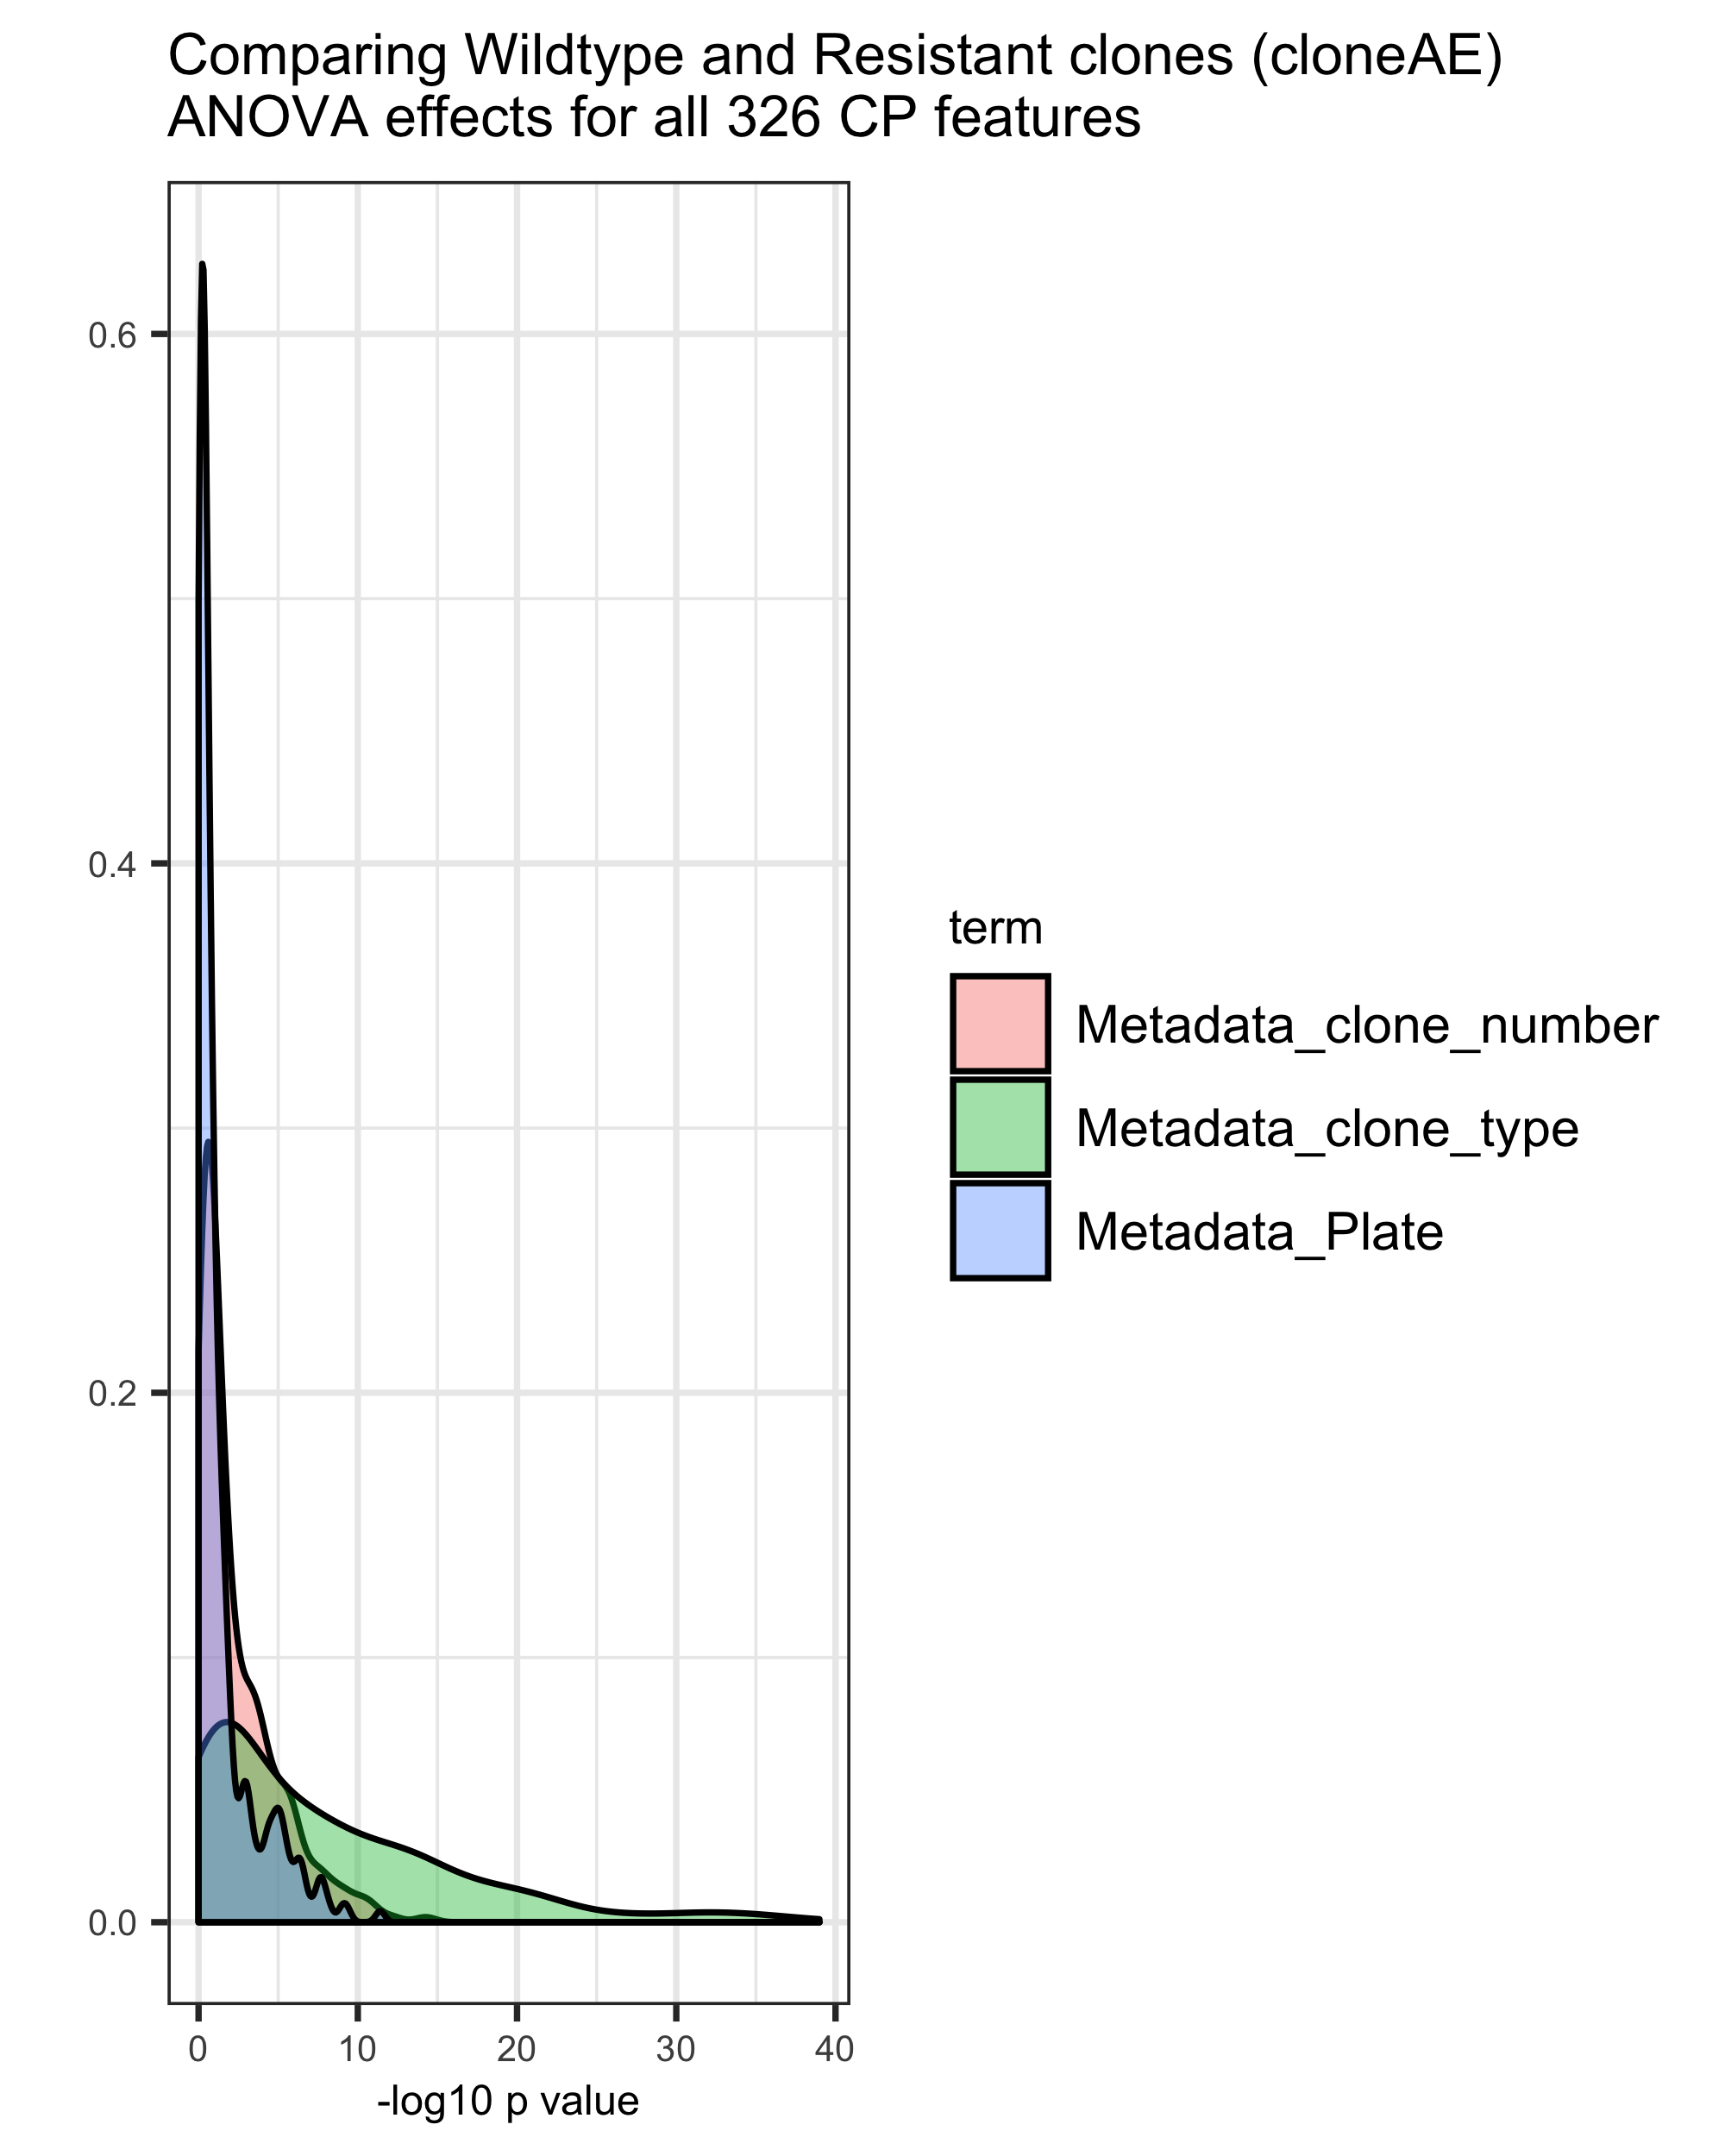 Comparing Wildtype and Resistant clones (cloneAE)
ANOVA effects for all 326 CP features
0.6
0.4
0.2
0.0
0 10 20 30 40
-log10 p value
term
Metadata_clone_number
Metadata_clone_type
Metadata_Plate